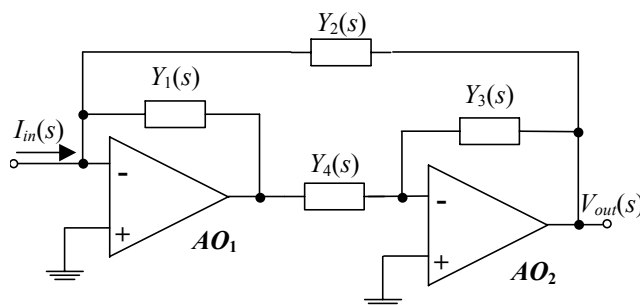 Y2(s)
Y1(s)
Y3(s)
Iin(s)
Y4(s)
-
-
Vout(s)
+
AO1
+
AO2